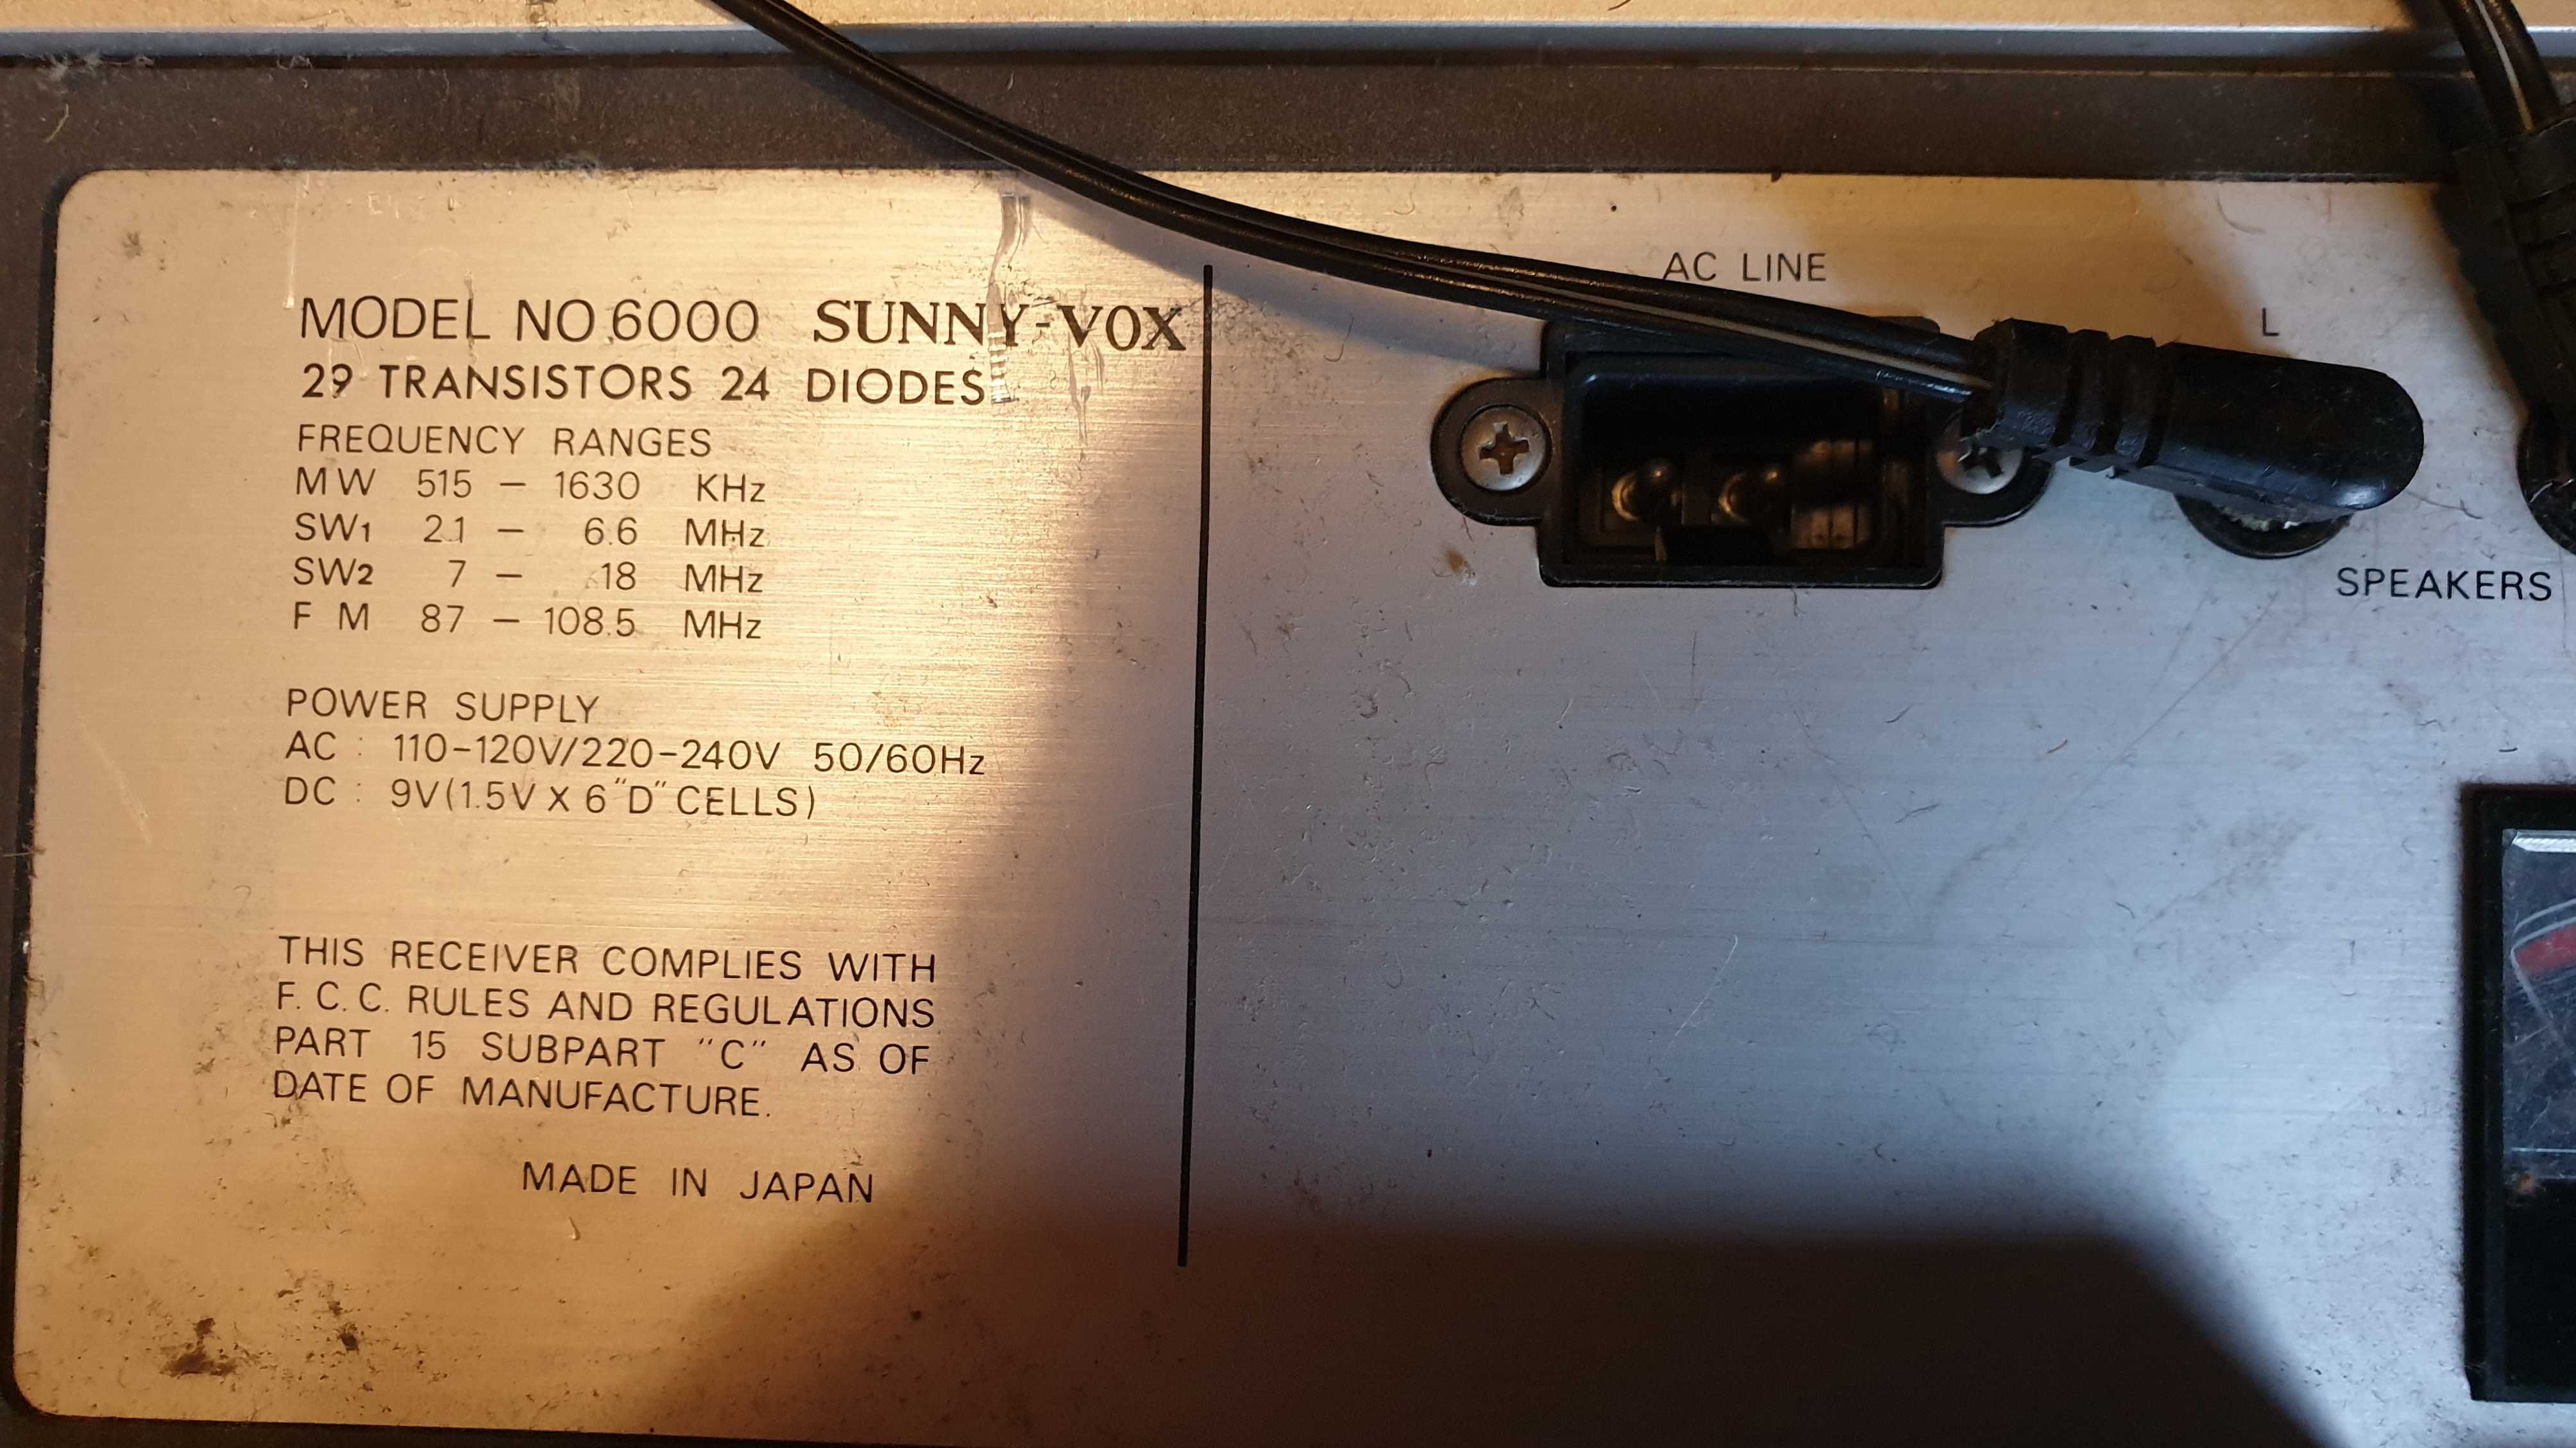 MODEL NO.6000 SUNNY-VOX
29 TRANSISTORS 24 DIODES
FREQUENCY RANGES
MW 515 - 1630 KHz
SW1 2.1 - 6.6 MHz
SW2 7 - 18 MHz
FM 87 - 108.5 MHz
POWER SUPPLY
AC : 110-120V/220-240V 50/60Hz
DC : 9V(1.5V X 6 "D" CELLS)
THIS RECEIVER COMPLIES WITH
F.C.C. RULES AND REGULATIONS
PART 15 SUBPART "C" AS OF
DATE OF MANUFACTURE.
MADE IN JAPAN
AC LINE
L
SPEAKERS